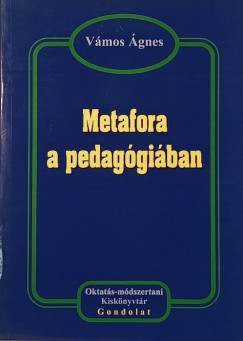 Vámos Ágnes
Metafora
a pedagógiában
Oktatás-módszertani
Kiskönyvtár
Gondolat